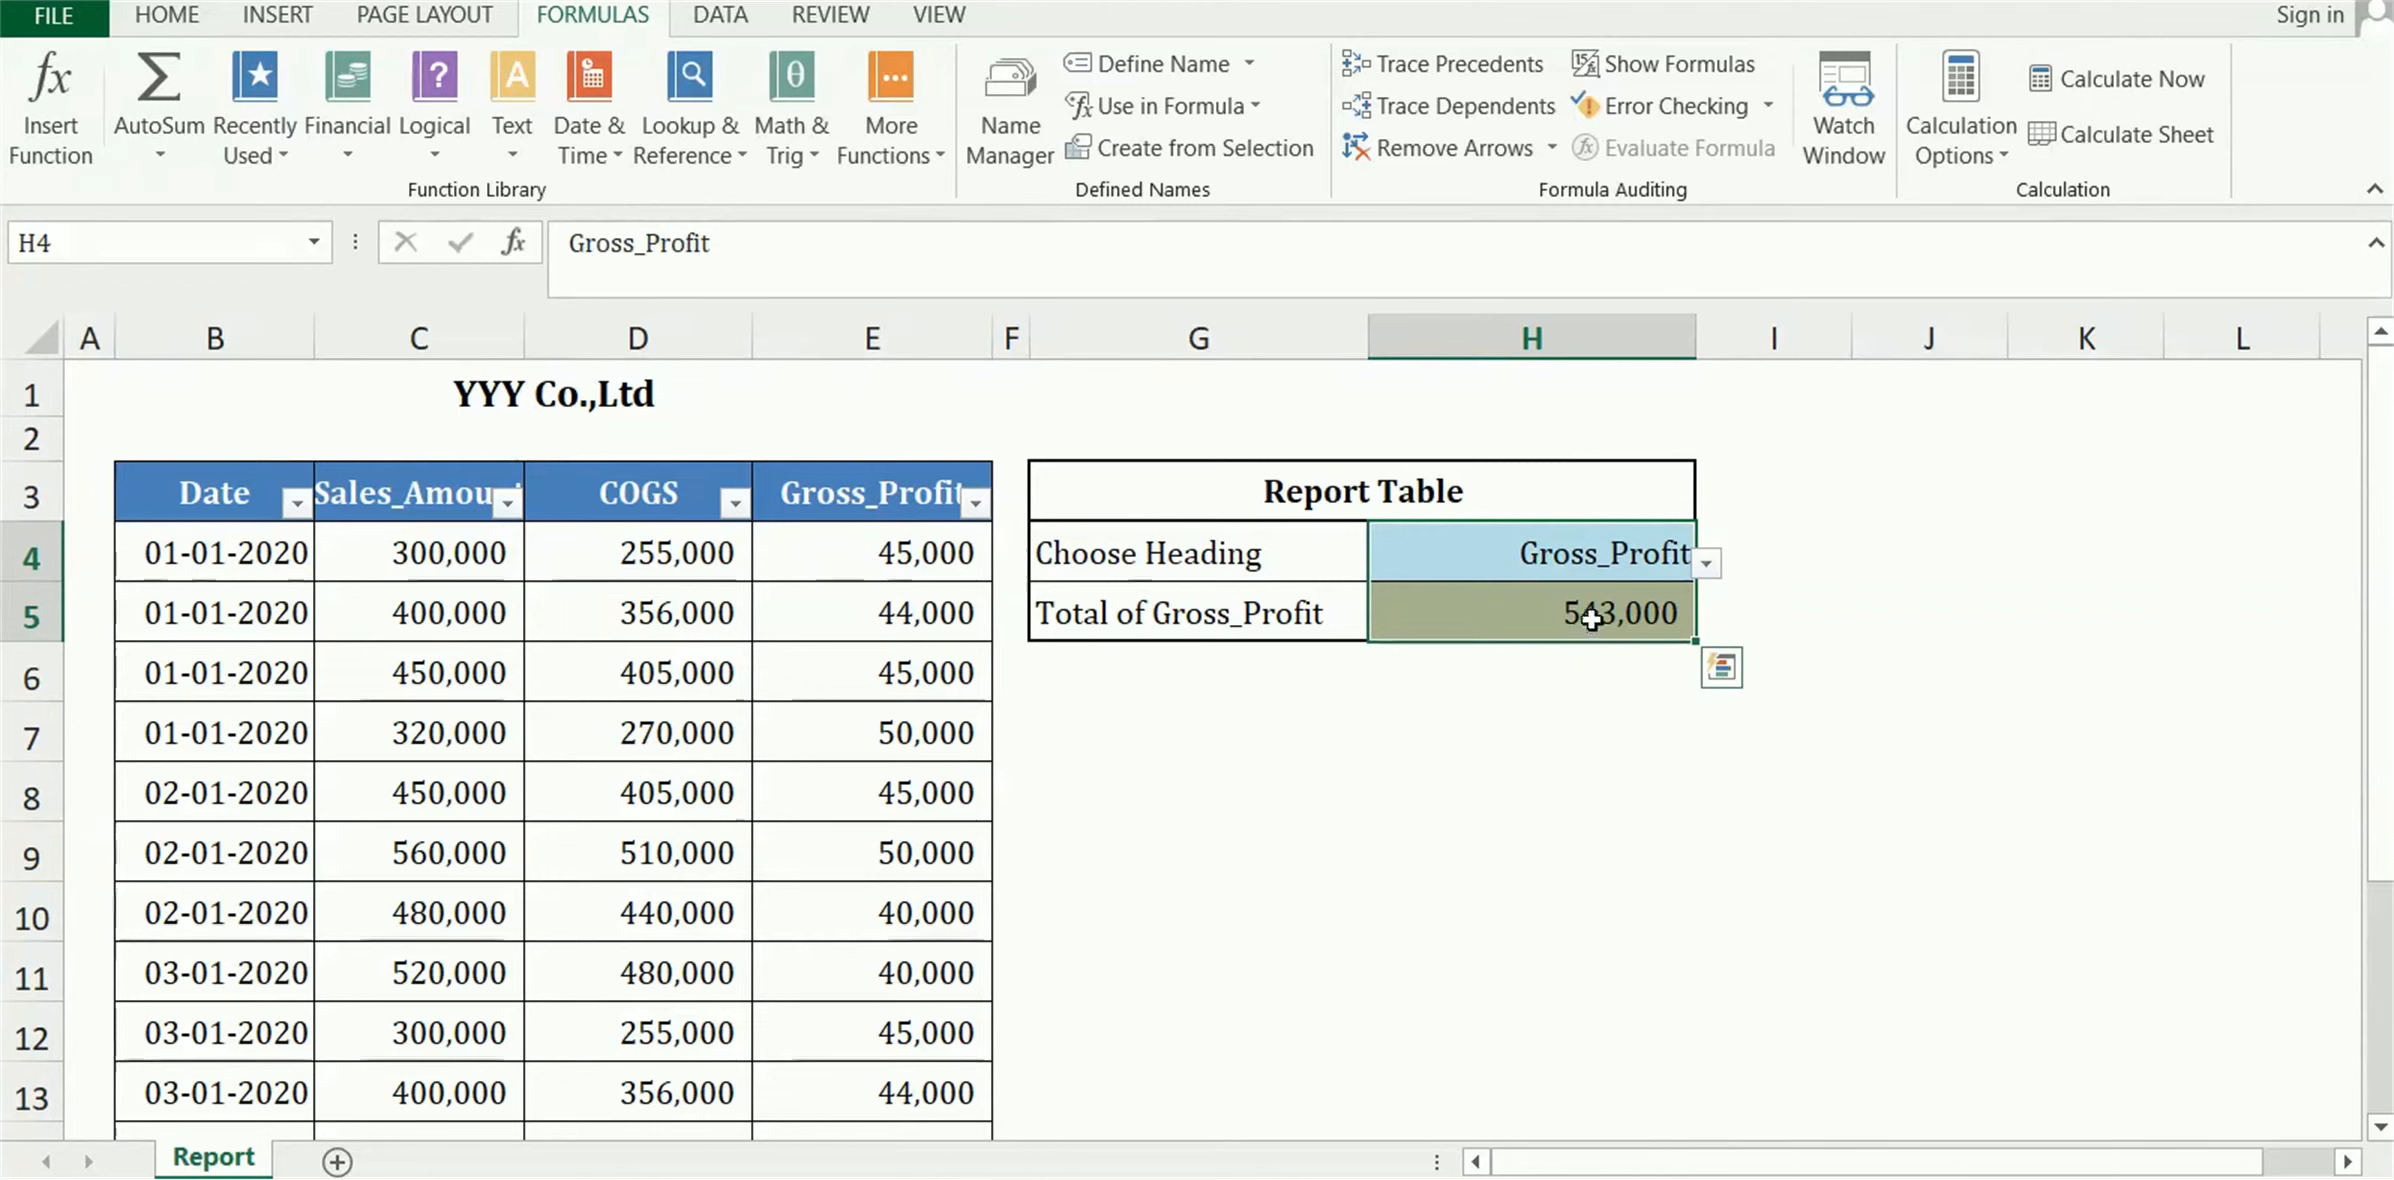 FILE HOME INSERT PAGE LAYOUT FORMULAS DATA REVIEW VIEW Sign in
Insert Function
AutoSum
Recently Used
Financial
Logical
Text
Date & Time
Lookup & Reference
Math & Trig
More Functions
Function Library
Name Manager
Define Name
Use in Formula
Create from Selection
Defined Names
Trace Precedents
Trace Dependents
Remove Arrows
Show Formulas
Error Checking
Evaluate Formula
Formula Auditing
Watch Window
Calculation Options
Calculate Now
Calculate Sheet
Calculation
H4 fx Gross_Profit
A B C D E F G H I J K L
1 YYY Co.,Ltd
2
3 Date COGS Gross_Profit Report Table
4 01-01-2020 300,000 255,000 45,000 Choose Heading Gross_Profit
5 01-01-2020 400,000 356,000 44,000 Total of Gross_Profit 543,000
6 01-01-2020 450,000 405,000 45,000
7 01-01-2020 320,000 270,000 50,000
8 02-01-2020 450,000 405,000 45,000
9 02-01-2020 560,000 510,000 50,000
10 02-01-2020 480,000 440,000 40,000
11 03-01-2020 520,000 480,000 40,000
12 03-01-2020 300,000 255,000 45,000
13 03-01-2020 400,000 356,000 44,000
Report